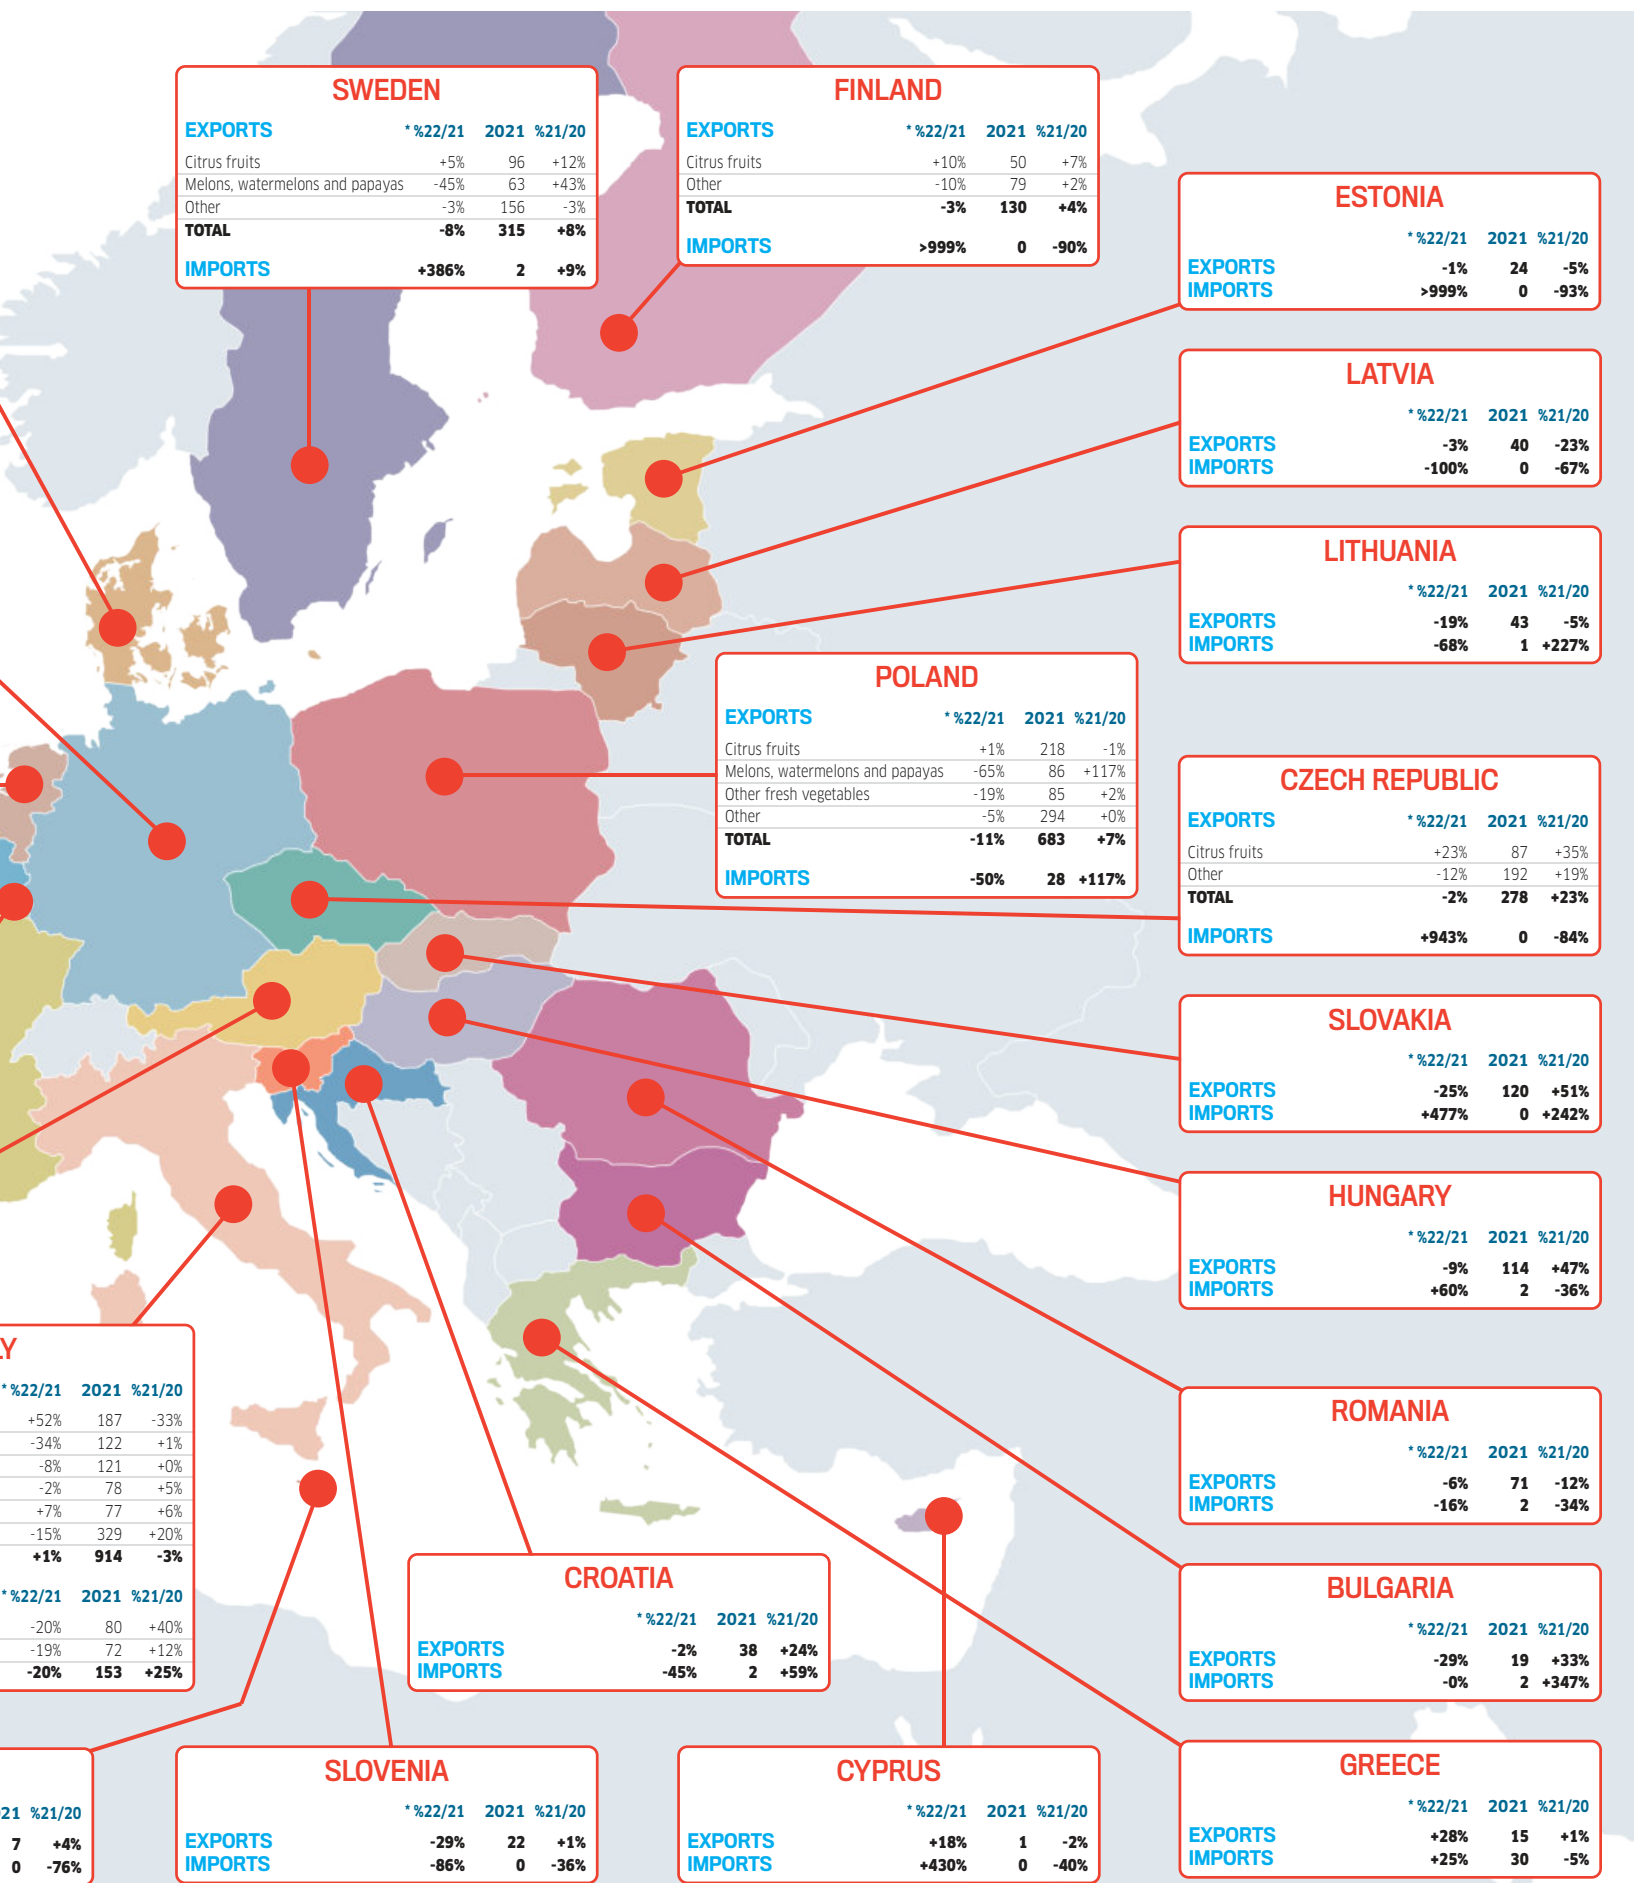 SWEDEN
EXPORTS * %22/21 2021 %21/20
Citrus fruits +5% 96 +12%
Melons, watermelons and papayas -45% 63 +43%
Other -3% 156 -3%
TOTAL -8% 315 +8%
IMPORTS +386% 2 +9%
FINLAND
EXPORTS * %22/21 2021 %21/20
Citrus fruits +10% 50 +7%
Other -10% 79 +2%
TOTAL -3% 130 +4%
IMPORTS >999% 0 -90%
ESTONIA
* %22/21 2021 %21/20
EXPORTS -1% 24 -5%
IMPORTS >999% 0 -93%
LATVIA
* %22/21 2021 %21/20
EXPORTS -3% 40 -23%
IMPORTS -100% 0 -67%
LITHUANIA
* %22/21 2021 %21/20
EXPORTS -19% 43 -5%
IMPORTS -68% 1 +227%
POLAND
EXPORTS * %22/21 2021 %21/20
Citrus fruits +1% 218 -1%
Melons, watermelons and papayas -65% 86 +117%
Other fresh vegetables -19% 85 +2%
Other -5% 294 +0%
TOTAL -11% 683 +7%
IMPORTS -50% 28 +117%
CZECH REPUBLIC
EXPORTS * %22/21 2021 %21/20
Citrus fruits +23% 87 +35%
Other -12% 192 +19%
TOTAL -2% 278 +23%
IMPORTS +943% 0 -84%
SLOVAKIA
* %22/21 2021 %21/20
EXPORTS -25% 120 +51%
IMPORTS +477% 0 +242%
HUNGARY
* %22/21 2021 %21/20
EXPORTS -9% 114 +47%
IMPORTS +60% 2 -36%
LY
* %22/21 2021 %21/20
+52% 187 -33%
-34% 122 +1%
-8% 121 +0%
-2% 78 +5%
+7% 77 +6%
-15% 329 +20%
+1% 914 -3%
* %22/21 2021 %21/20
-20% 80 +40%
-19% 72 +12%
-20% 153 +25%
ROMANIA
* %22/21 2021 %21/20
EXPORTS -6% 71 -12%
IMPORTS -16% 2 -34%
CROATIA
* %22/21 2021 %21/20
EXPORTS -2% 38 +24%
IMPORTS -45% 2 +59%
BULGARIA
* %22/21 2021 %21/20
EXPORTS -29% 19 +33%
IMPORTS -0% 2 +347%
21 %21/20
7 +4%
0 -76%
SLOVENIA
* %22/21 2021 %21/20
EXPORTS -29% 22 +1%
IMPORTS -86% 0 -36%
CYPRUS
* %22/21 2021 %21/20
EXPORTS +18% 1 -2%
IMPORTS +430% 0 -40%
GREECE
* %22/21 2021 %21/20
EXPORTS +28% 15 +1%
IMPORTS +25% 30 -5%